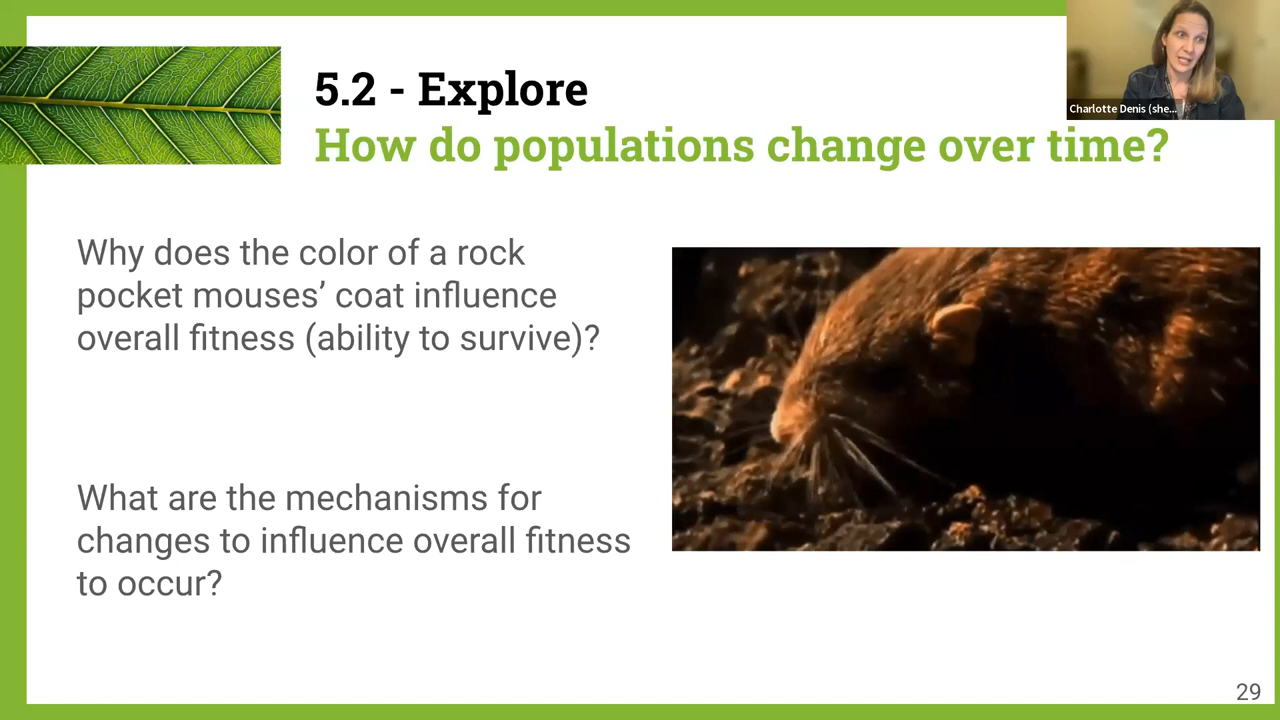 5.2 - Explore
How do populations change over time?
Charlotte Denis (she...
Why does the color of a rock
pocket mouses’ coat influence
overall fitness (ability to survive)?
What are the mechanisms for
changes to influence overall fitness
to occur?
29